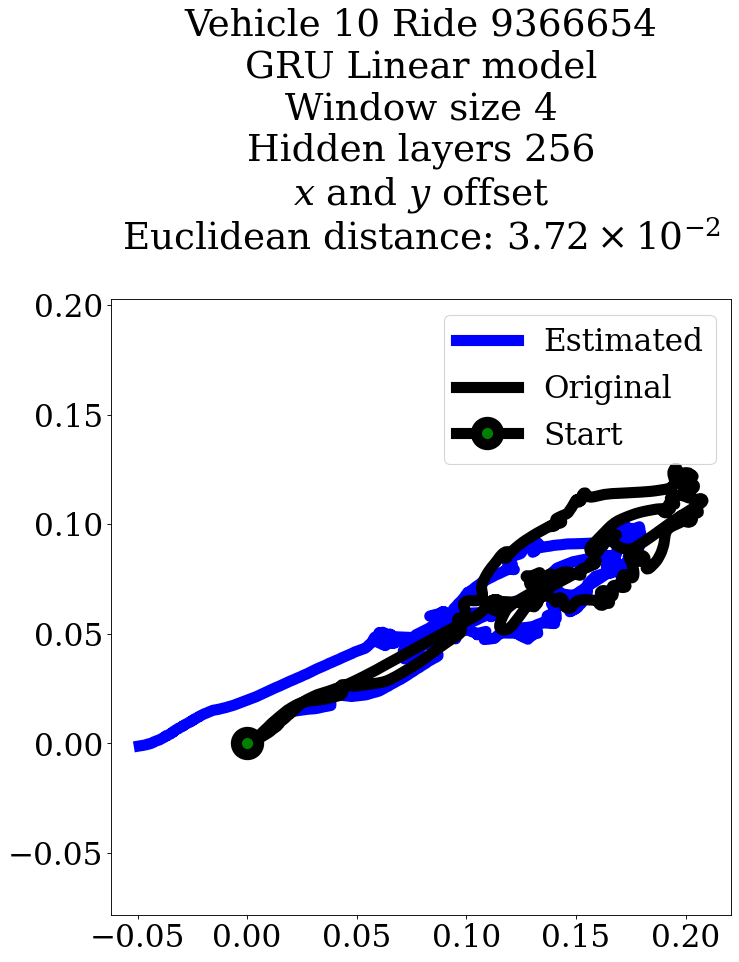 Vehicle 10 Ride 9366654
GRU Linear model
Window size 4
Hidden layers 256
x and y offset
Euclidean distance: 3.72 × 10⁻²
Estimated
Original
Start
0.20
0.15
0.10
0.05
0.00
−0.05
−0.05 0.00 0.05 0.10 0.15 0.20